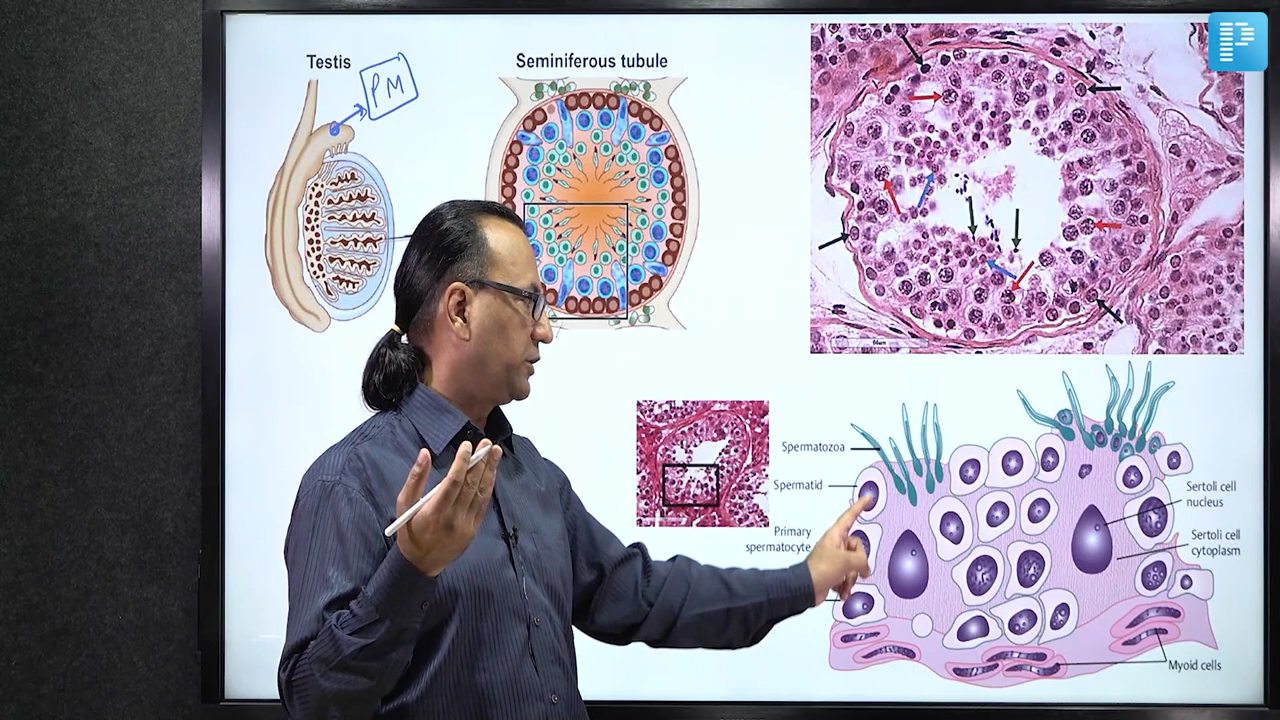 Testis
PM
Seminiferous tubule
Spermatozoa
Spermatid
Primary
spermatocyte
Sertoli cell
nucleus
Sertoli cell
cytoplasm
Myoid cells
P